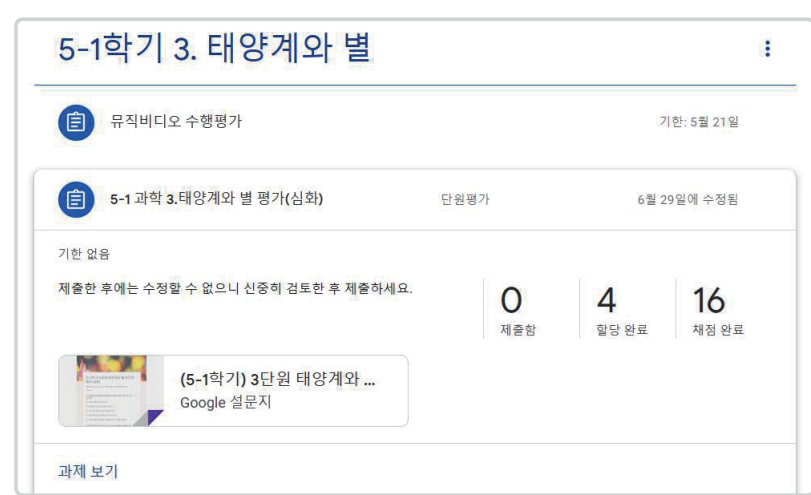 5-1학기 3. 태양계와 별
뮤직비디오 수행평가 기한: 5월 21일
5-1 과학 3.태양계와 별 평가(심화) 단원평가 6월 29일에 수정됨
기한 없음
제출한 후에는 수정할 수 없으니 신중히 검토한 후 제출하세요.
0 4 16
제출함 할당 완료 채점 완료
(5-1학기) 3단원 태양계와 ...
Google 설문지
과제 보기